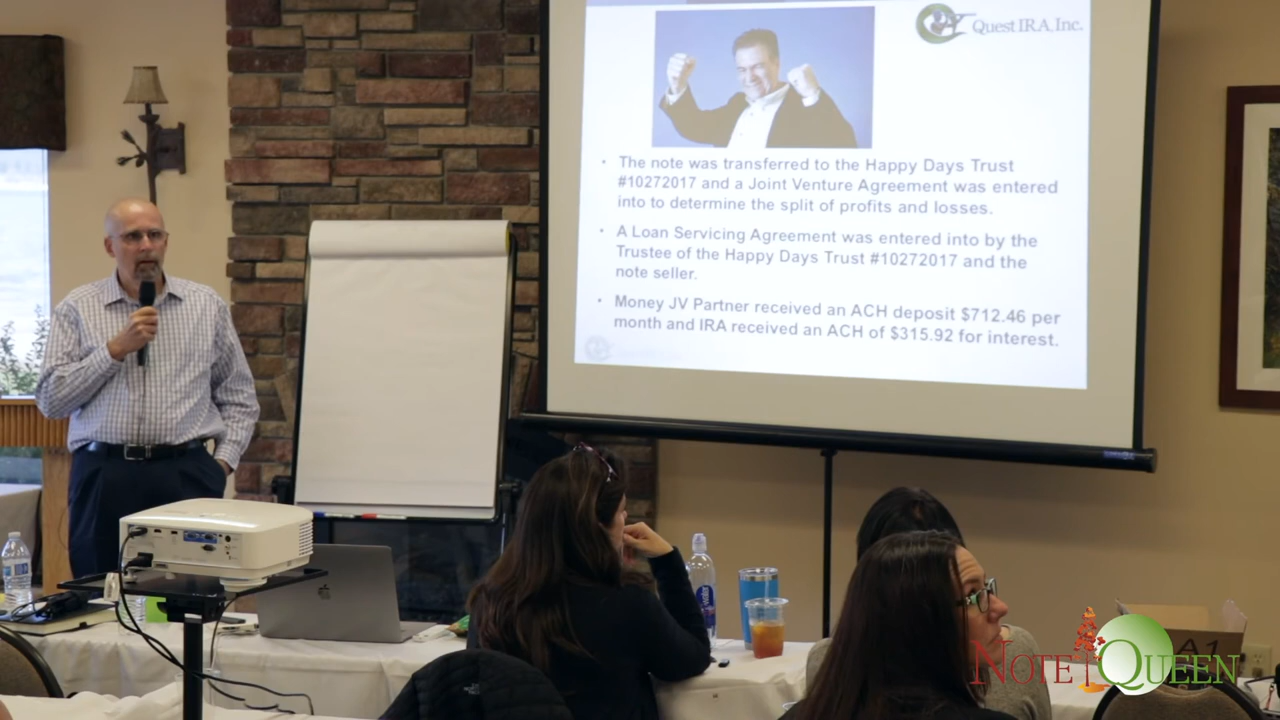 Quest IRA, Inc.
• The note was transferred to the Happy Days Trust
#10272017 and a Joint Venture Agreement was entered
into to determine the split of profits and losses.
• A Loan Servicing Agreement was entered into by the
Trustee of the Happy Days Trust #10272017 and the
note seller.
• Money JV Partner received an ACH deposit $712.46 per
month and IRA received an ACH of $315.92 for interest.
A1
NOTE QUEEN